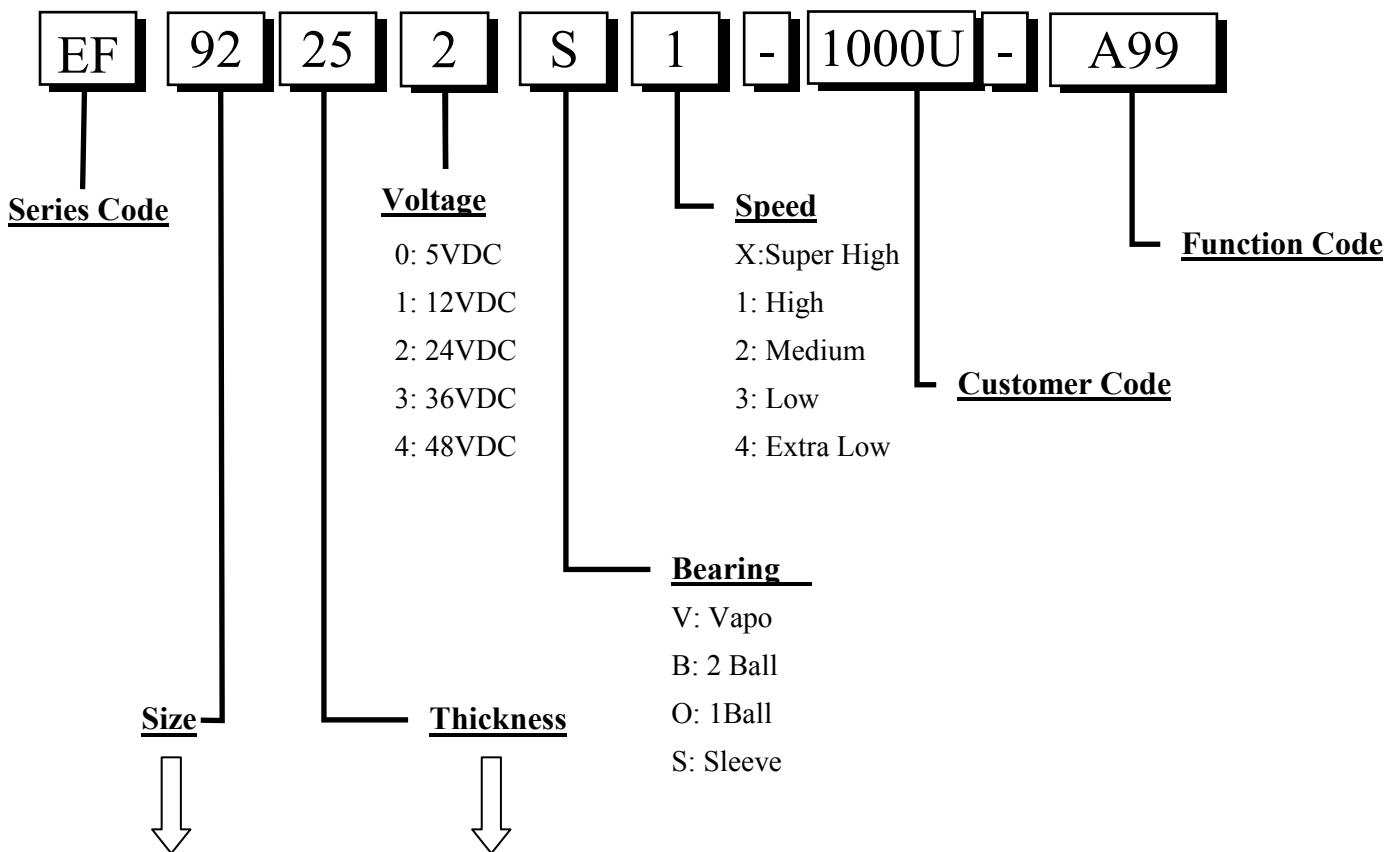 EF 92 25 2 S 1 - 1000U - A99
Series Code
Voltage
0: 5VDC
1: 12VDC
2: 24VDC
3: 36VDC
4: 48VDC
Speed
X:Super High
1: High
2: Medium
3: Low
4: Extra Low
Function Code
Customer Code
Bearing
V: Vapo
B: 2 Ball
O: 1Ball
S: Sleeve
Size
Thickness